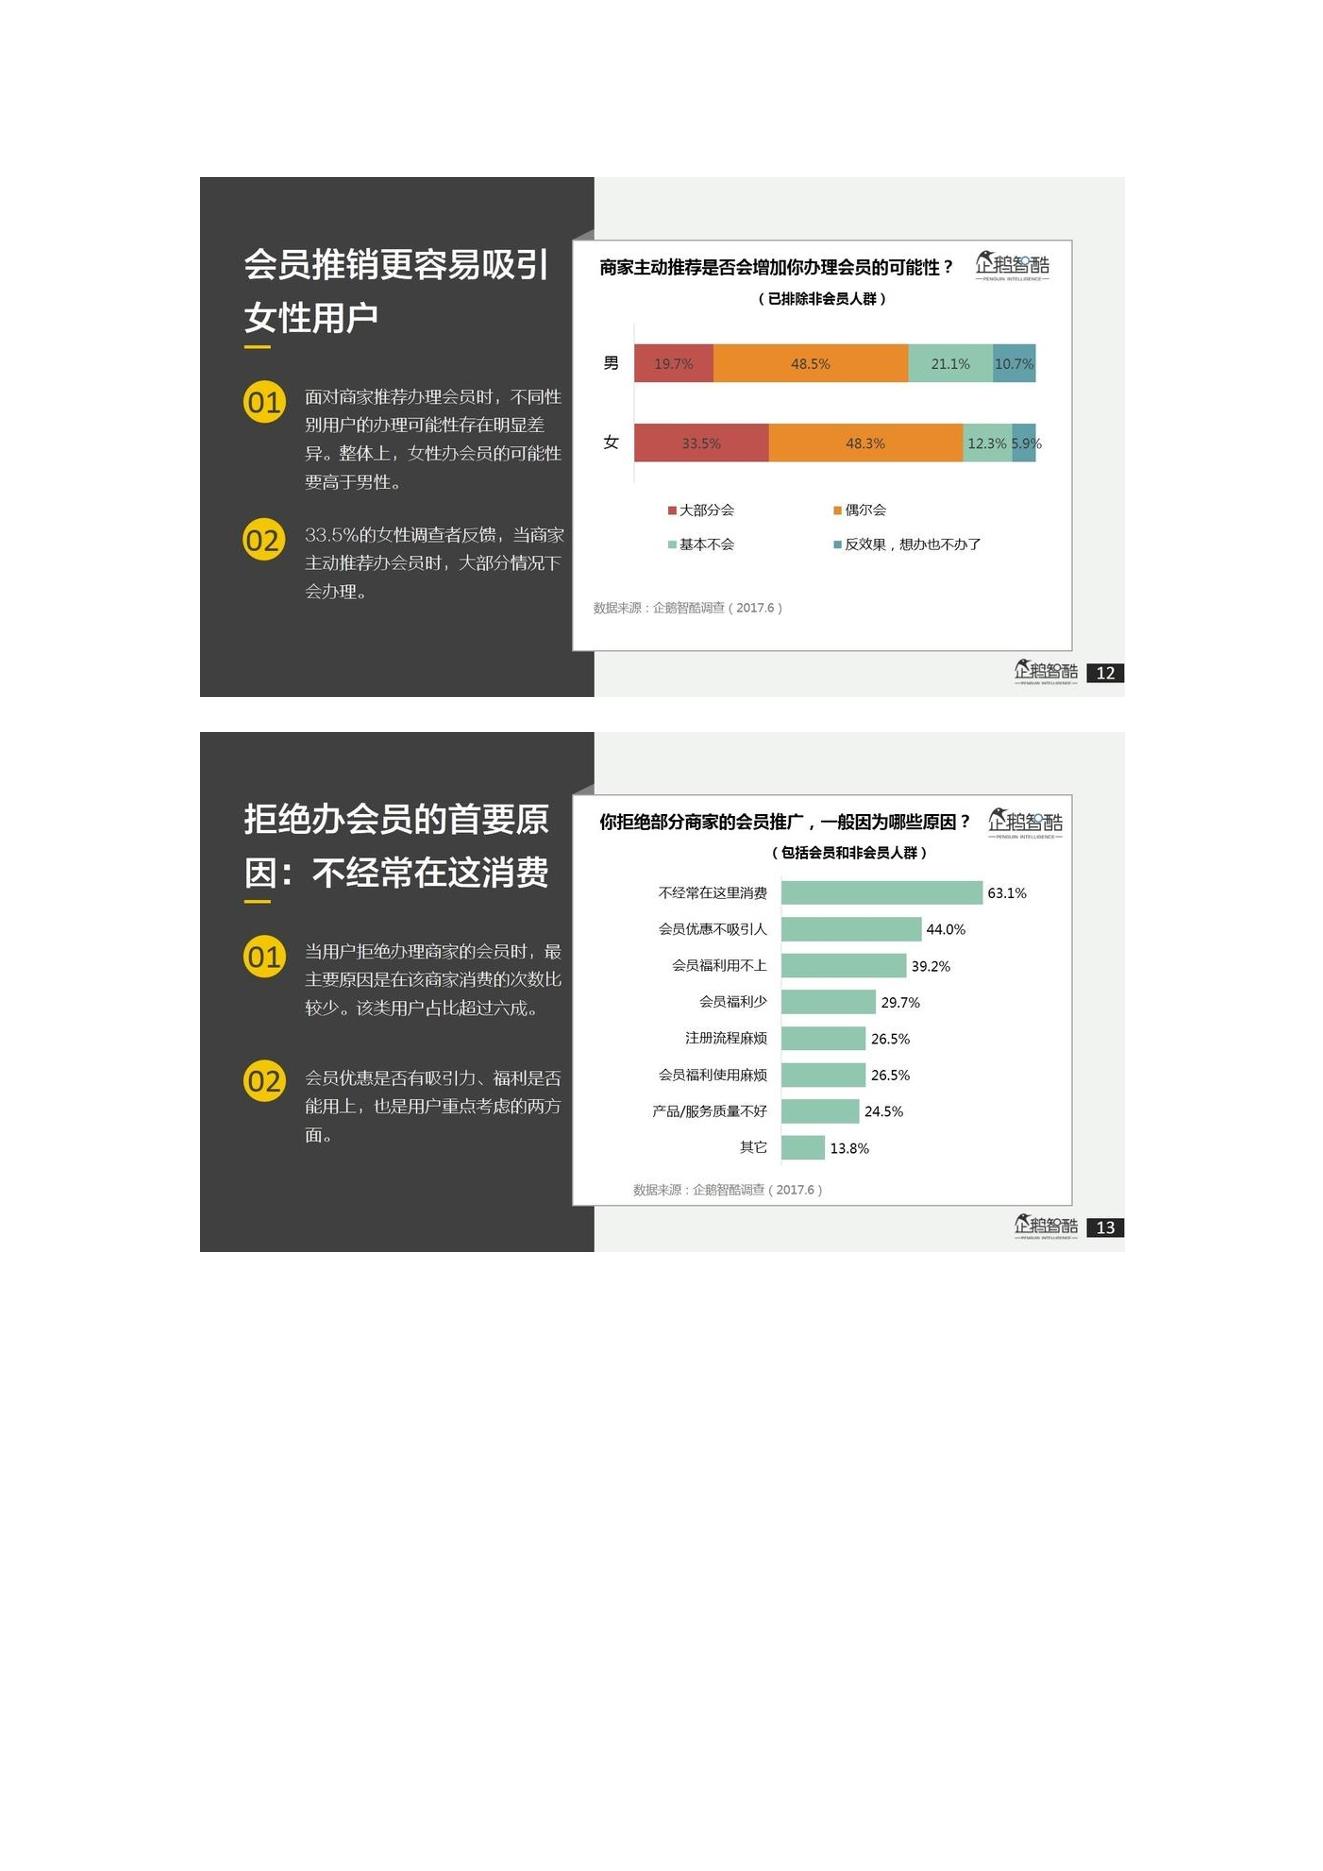 会员推销更容易吸引
女性用户
01
面对商家推荐办理会员时，不同性
别用户的办理可能性存在明显差
异。整体上，女性办会员的可能性
要高于男性。
02
33.5%的女性调查者反馈，当商家
主动推荐办会员时，大部分情况下
会办理。
商家主动推荐是否会增加你办理会员的可能性？
（已排除非会员人群）
企鹅智酷
PENGUIN INTELLIGENCE
男 19.7% 48.5% 21.1% 10.7%
女 33.5% 48.3% 12.3% 5.9%
大部分会 偶尔会
基本不会 反效果，想办也不办了
数据来源：企鹅智酷调查（2017.6）
企鹅智酷
PENGUIN INTELLIGENCE
12
拒绝办会员的首要原
因：不经常在这消费
01
当用户拒绝办理商家的会员时，最
主要原因是在该商家消费的次数比
较少。该类用户占比超过六成。
02
会员优惠是否有吸引力、福利是否
能用上，也是用户重点考虑的两方
面。
你拒绝部分商家的会员推广，一般因为哪些原因？
（包括会员和非会员人群）
企鹅智酷
PENGUIN INTELLIGENCE
不经常在这里消费 63.1%
会员优惠不吸引人 44.0%
会员福利用不上 39.2%
会员福利少 29.7%
注册流程麻烦 26.5%
会员福利使用麻烦 26.5%
产品/服务质量不好 24.5%
其它 13.8%
数据来源：企鹅智酷调查（2017.6）
企鹅智酷
PENGUIN INTELLIGENCE
13